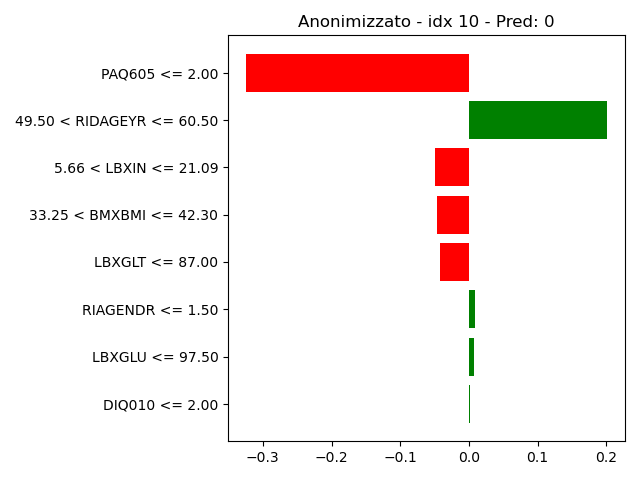 Anonimizzato - idx 10 - Pred: 0
PAQ605 <= 2.00
49.50 < RIDAGEYR <= 60.50
5.66 < LBXIN <= 21.09
33.25 < BMXBMI <= 42.30
LBXGLT <= 87.00
RIAGENDR <= 1.50
LBXGLU <= 97.50
DIQ010 <= 2.00
−0.3 −0.2 −0.1 0.0 0.1 0.2